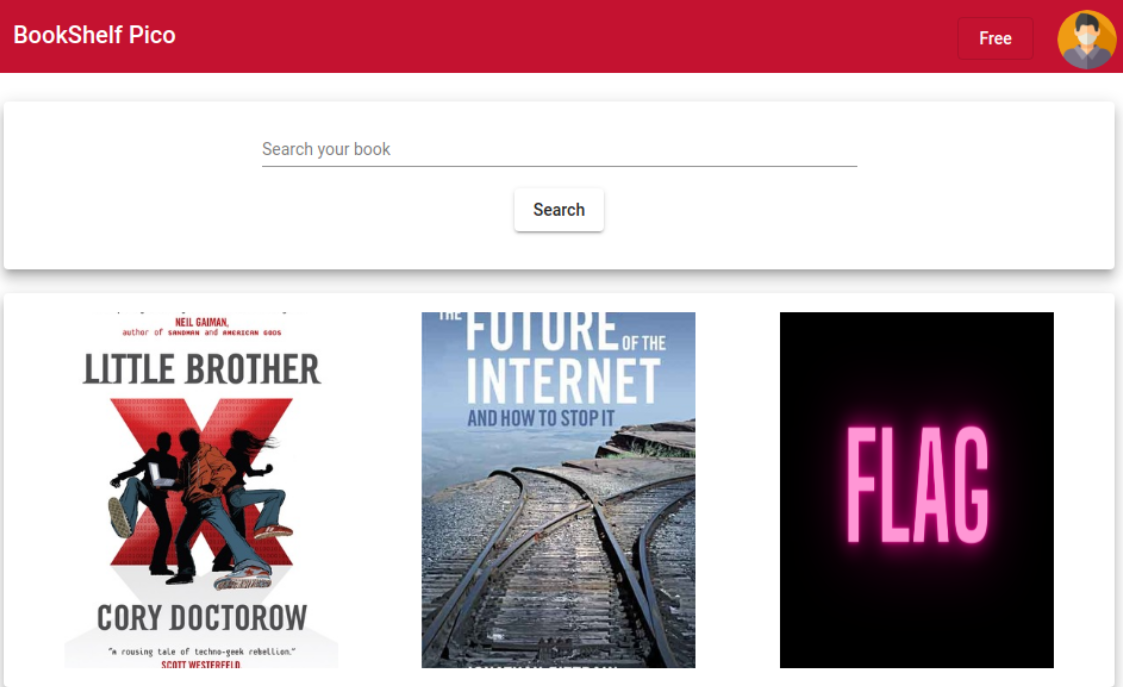 BookShelf Pico
Free
Search your book
Search
NEIL GAIMAN,
author of SANDMAN and AMERICAN GODS
LITTLE BROTHER
CORY DOCTOROW
"a rousing tale of techno-geek rebellion."
SCOTT WESTERFELD
THE
FUTURE OF THE
INTERNET
AND HOW TO STOP IT
FLAG